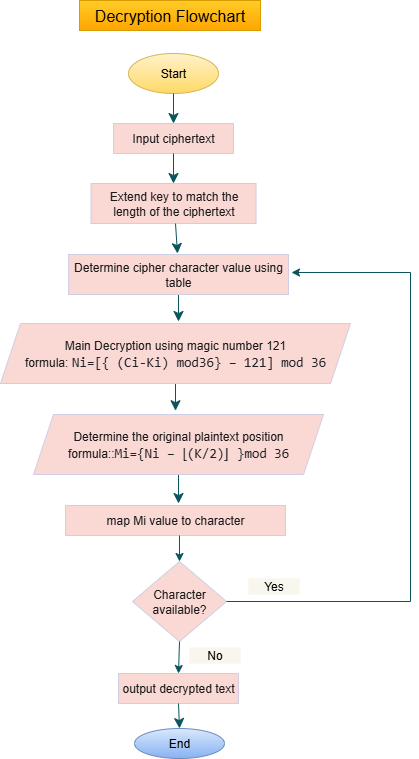 Decryption Flowchart
Start
Input ciphertext
Extend key to match the
length of the ciphertext
Determine cipher character value using
table
Main Decryption using magic number 121
formula: Ni=[{ (Ci-Ki) mod36} - 121] mod 36
Determine the original plaintext position
formula::Mi={Ni - ⌊(K/2)⌋ }mod 36
map Mi value to character
Character
available?
Yes
No
output decrypted text
End